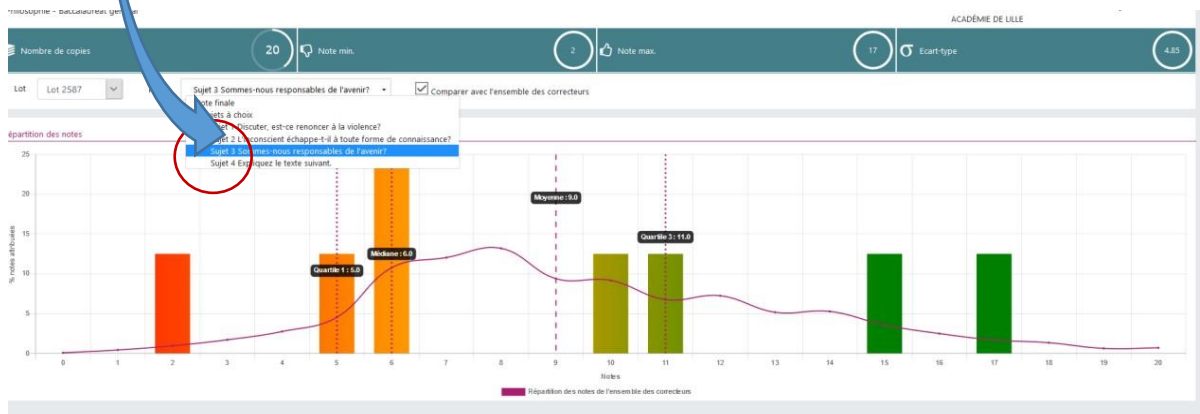 Philosophie - Baccalauréat général
ACADÉMIE DE LILLE
Nombre de copies 20 Note min. 2 Note max. 17 Ecart-type 4.85
Lot Lot 2587 Sujet 3 Sommes-nous responsables de l'avenir? Comparer avec l'ensemble des correcteurs
finale
à choix
Discuter, est-ce renoncer à la violence?
Sujet 2 L'inconscient échappe-t-il à toute forme de connaissance?
Sujet 3 Sommes-nous responsables de l'avenir?
Sujet 4 Expliquez le texte suivant.
épartition des notes
25
20
15
10
5
0
% notes attribuées
Moyenne : 9.0
Quartile 3 : 11.0
Médiane : 6.0
Quartile 1 : 5.0
0 1 2 3 4 5 6 7 8 9 10 11 12 13 14 15 16 17 18 19 20
Notes
Répartition des notes de l'ensemble des correcteurs